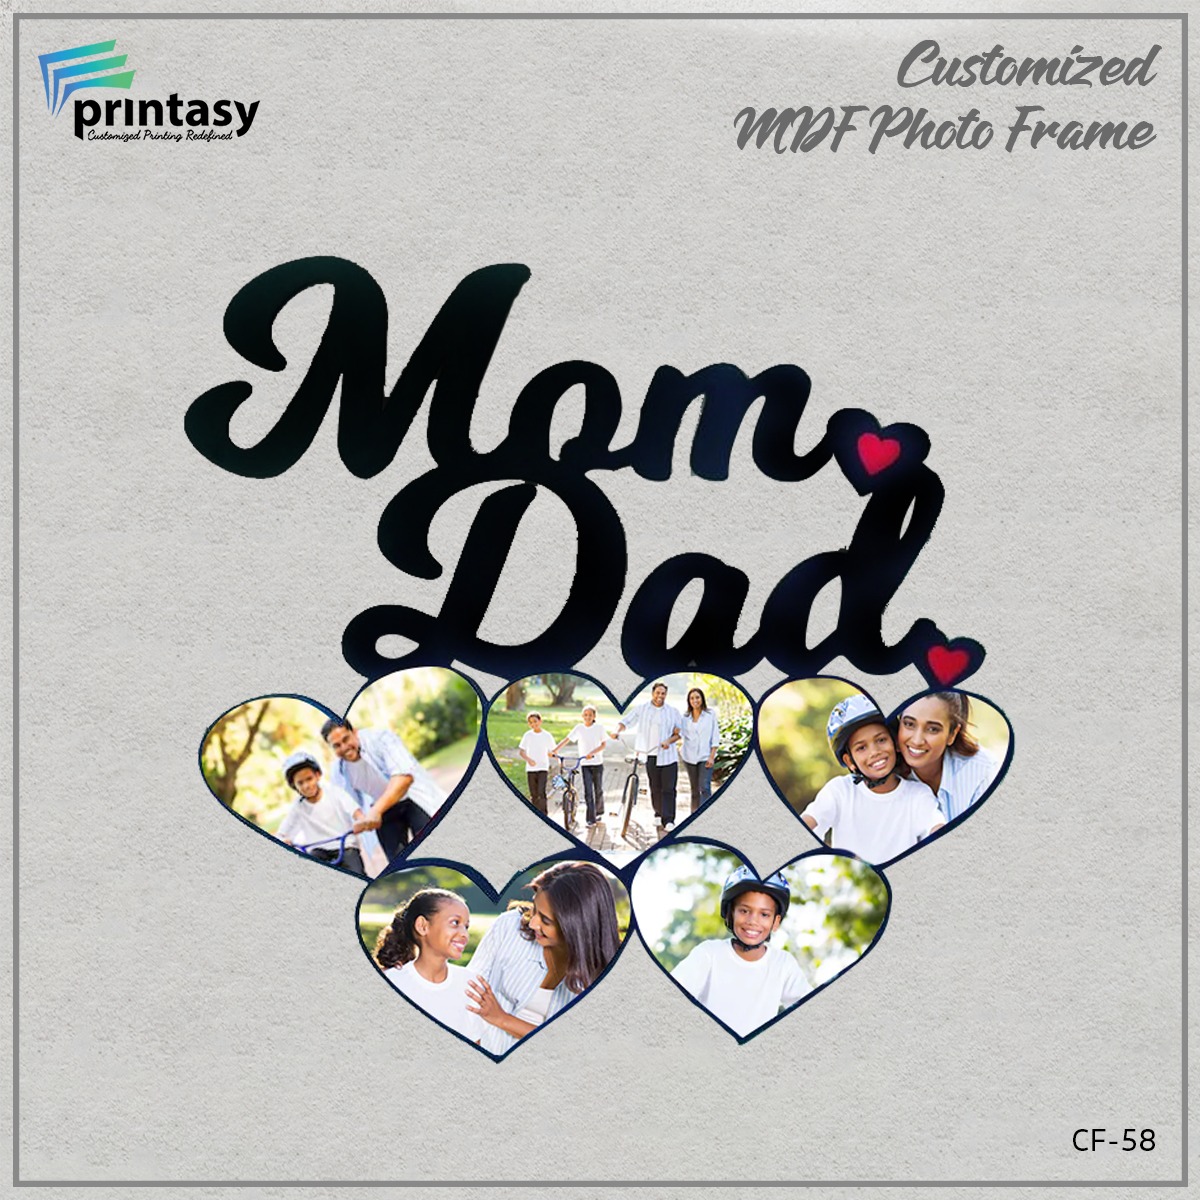 printasy
Customized Printing Redefined
Customized
MDF Photo Frame
Mom
Dad
CF-58